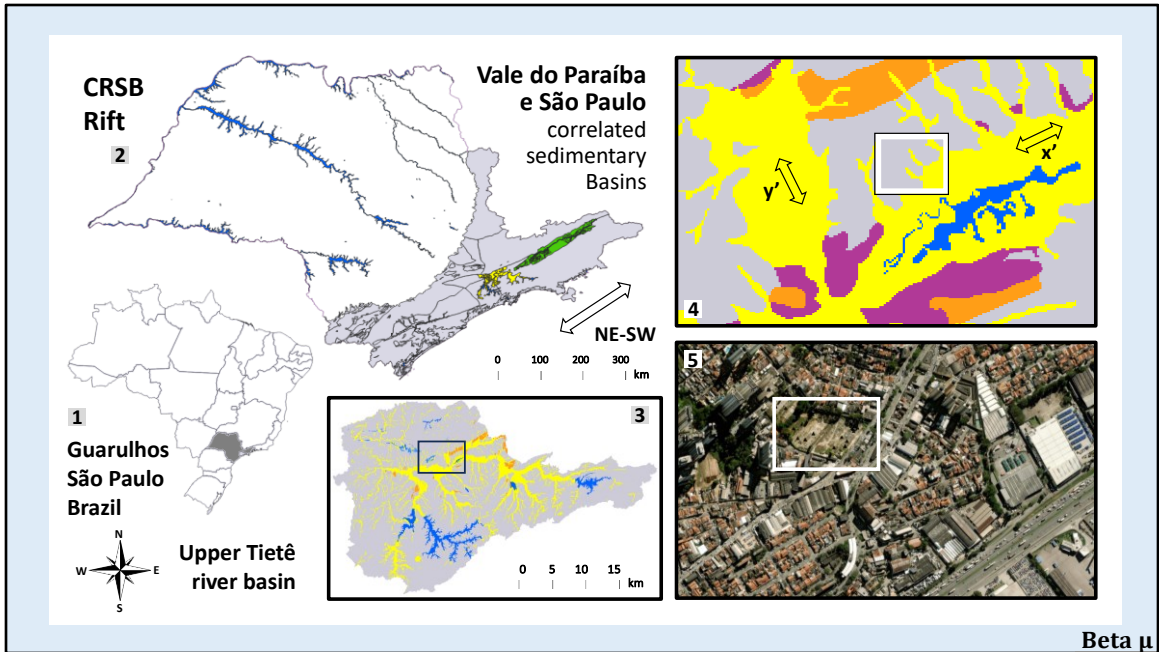 CRSB
Rift
2
Vale do Paraíba
e São Paulo
correlated
sedimentary
Basins
NE-SW
0 100 200 300
km
1
Guarulhos
São Paulo
Brazil
N
W E
S
Upper Tietê
river basin
3
0 5 10 15
km
x’
y’
4
5
Beta μ